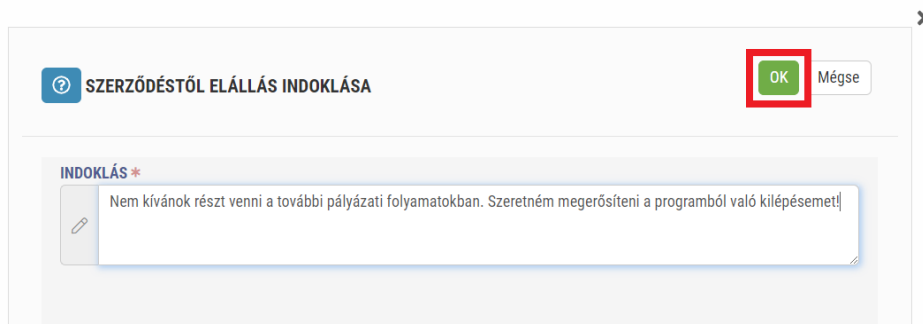 SZERZŐDÉSTŐL ELÁLLÁS INDOKLÁSA
OK
Mégse
INDOKLÁS *
Nem kívánok részt venni a további pályázati folyamatokban. Szeretném megerősíteni a programból való kilépésemet!